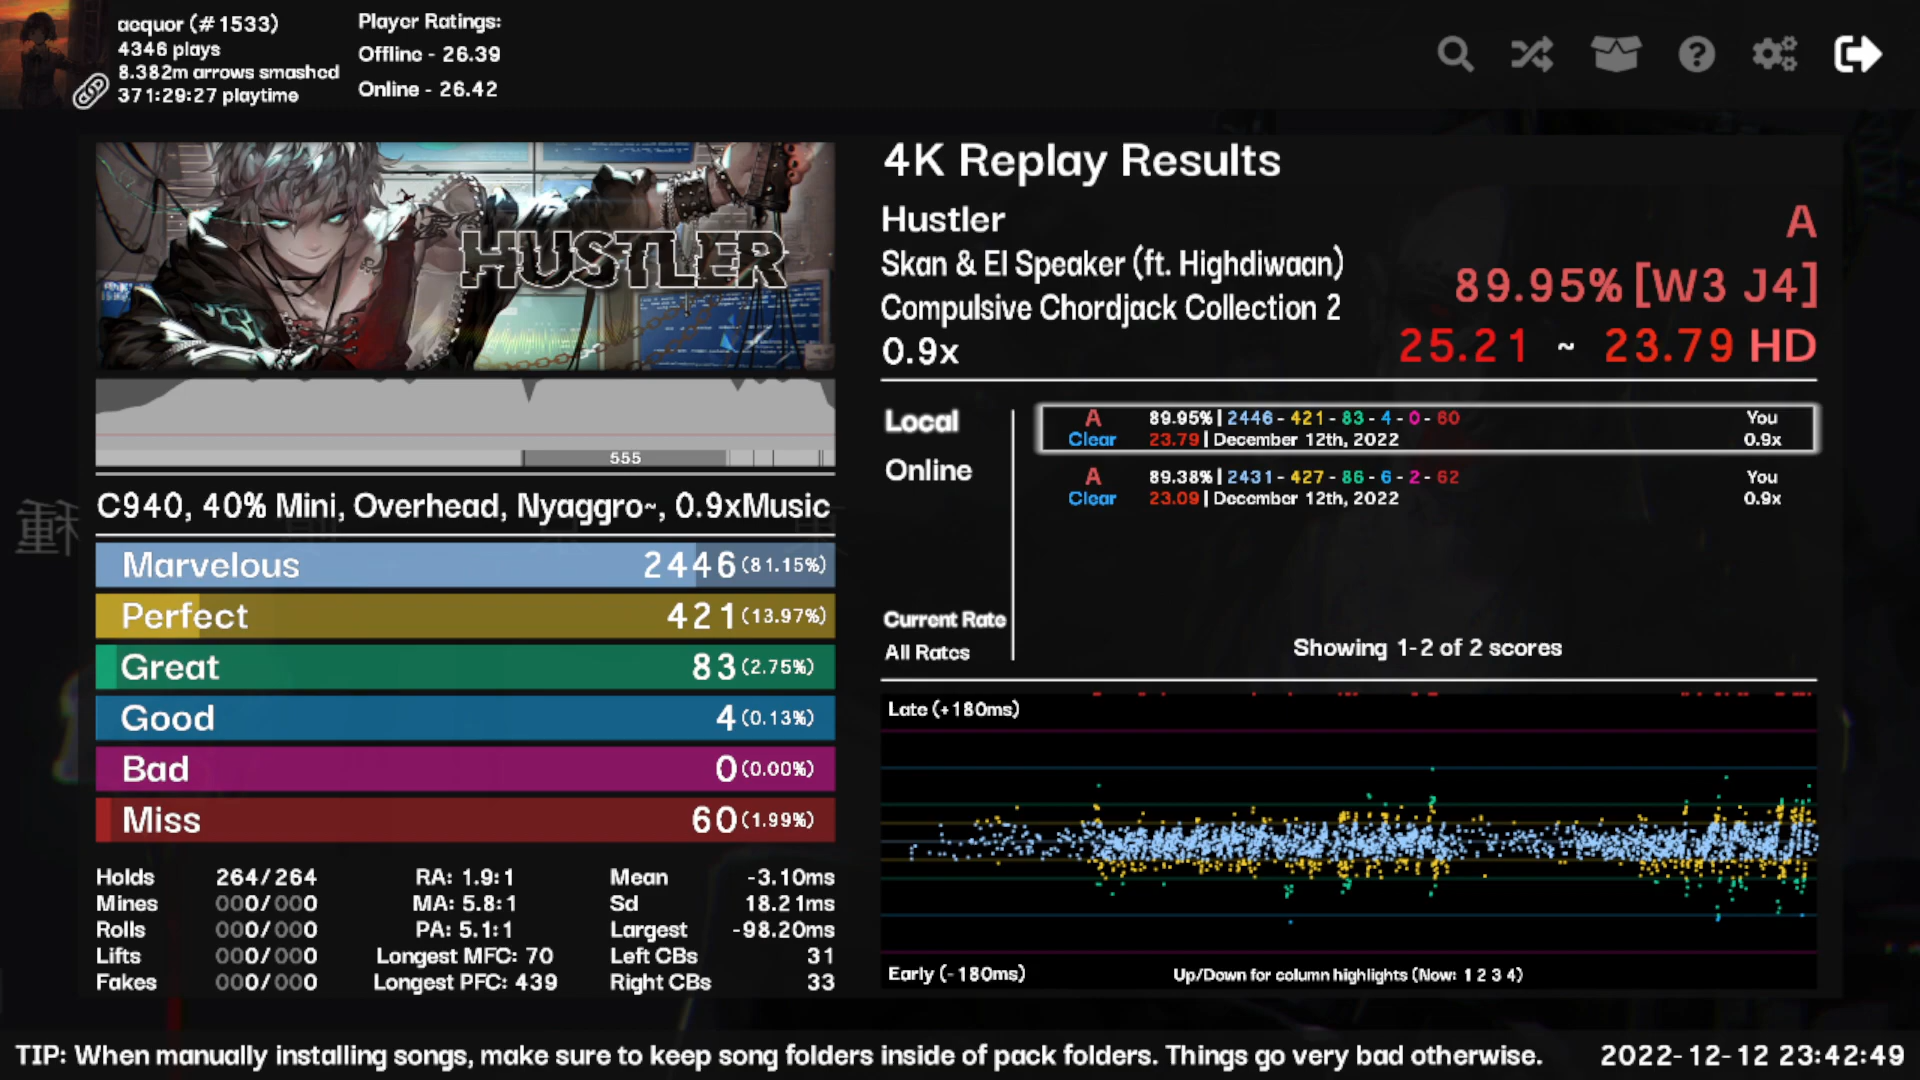 aequor (#1533)
4346 plays
8.382m arrows smashed
371:29:27 playtime
Player Ratings:
Offline - 26.39
Online - 26.42
HUSTLER
555
C940, 40% Mini, Overhead, Nyaggro~, 0.9xMusic
Marvelous 2446 (81.15%)
Perfect 421 (13.97%)
Great 83 (2.75%)
Good 4 (0.13%)
Bad 0 (0.00%)
Miss 60 (1.99%)
Holds 264/264 RA: 1.9:1 Mean -3.10ms
Mines 000/000 MA: 5.8:1 Sd 18.21ms
Rolls 000/000 PA: 5.1:1 Largest -98.20ms
Lifts 000/000 Longest MFC: 70 Left CBs 31
Fakes 000/000 Longest PFC: 439 Right CBs 33
4K Replay Results
Hustler
A
Skan & El Speaker (ft. Highdiwaan)
89.95% [W3 J4]
Compulsive Chordjack Collection 2
0.9x
25.21 ~ 23.79 HD
Local
Online
Current Rate
All Rates
A 89.95% | 2446 - 421 - 83 - 4 - 0 - 60 You
Clear 23.79 | December 12th, 2022 0.9x
A 89.38% | 2431 - 427 - 86 - 6 - 2 - 62 You
Clear 23.09 | December 12th, 2022 0.9x
Showing 1-2 of 2 scores
Late (+180ms)
Early (-180ms)
Up/Down for column highlights (Now: 1 2 3 4)
TIP: When manually installing songs, make sure to keep song folders inside of pack folders. Things go very bad otherwise.
2022-12-12 23:42:49